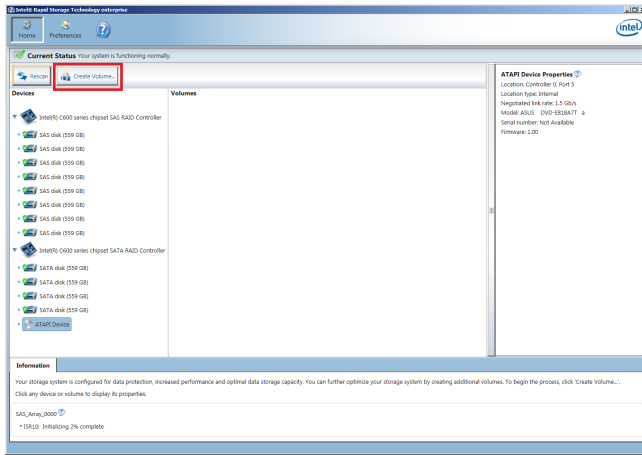 Intel® Rapid Storage Technology enterprise
Home
Preferences
intel
Current Status Your system is functioning normally.
Rescan
Create Volume...
Devices
Volumes
Intel(R) C600 series chipset SAS RAID Controller
SAS disk (559 GB)
SAS disk (559 GB)
SAS disk (559 GB)
SAS disk (559 GB)
SAS disk (559 GB)
SAS disk (559 GB)
SAS disk (559 GB)
SAS disk (559 GB)
Intel(R) C600 series chipset SATA RAID Controller
SATA disk (559 GB)
SATA disk (559 GB)
SATA disk (559 GB)
SATA disk (559 GB)
ATAPI Device
ATAPI Device Properties
Location: Controller 0, Port 5
Location type: Internal
Negotiated link rate: 1.5 Gb/s
Model: ASUS DVD-E818A7T a
Serial number: Not Available
Firmware: 1.00
Information
Your storage system is configured for data protection, increased performance and optimal data storage capacity. You can further optimize your storage system by creating additional volumes. To begin the process, click 'Create Volume...'.
Click any device or volume to display its properties.
SAS_Array_0000
• ISR10: Initializing 2% complete